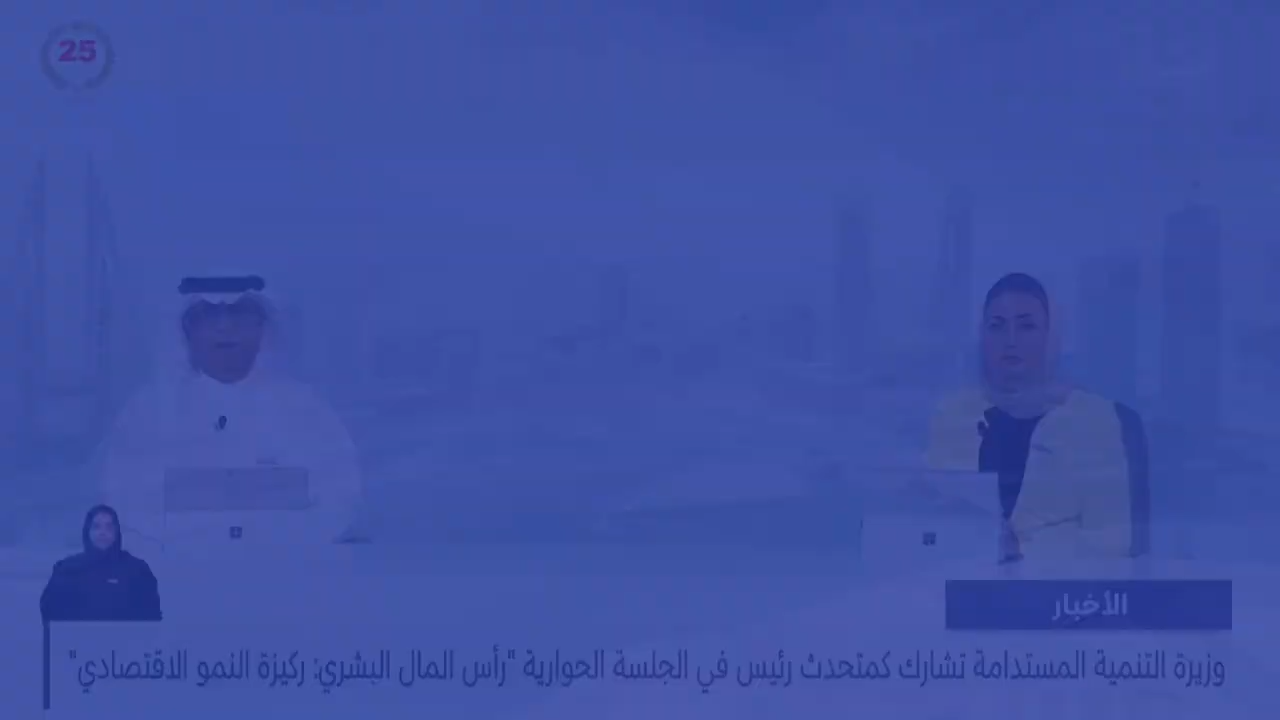 25
الأخبار
وزيرة التنمية المستدامة تشارك كمتحدث رئيس في الجلسة الحوارية "رأس المال البشري: ركيزة النمو الاقتصادي"